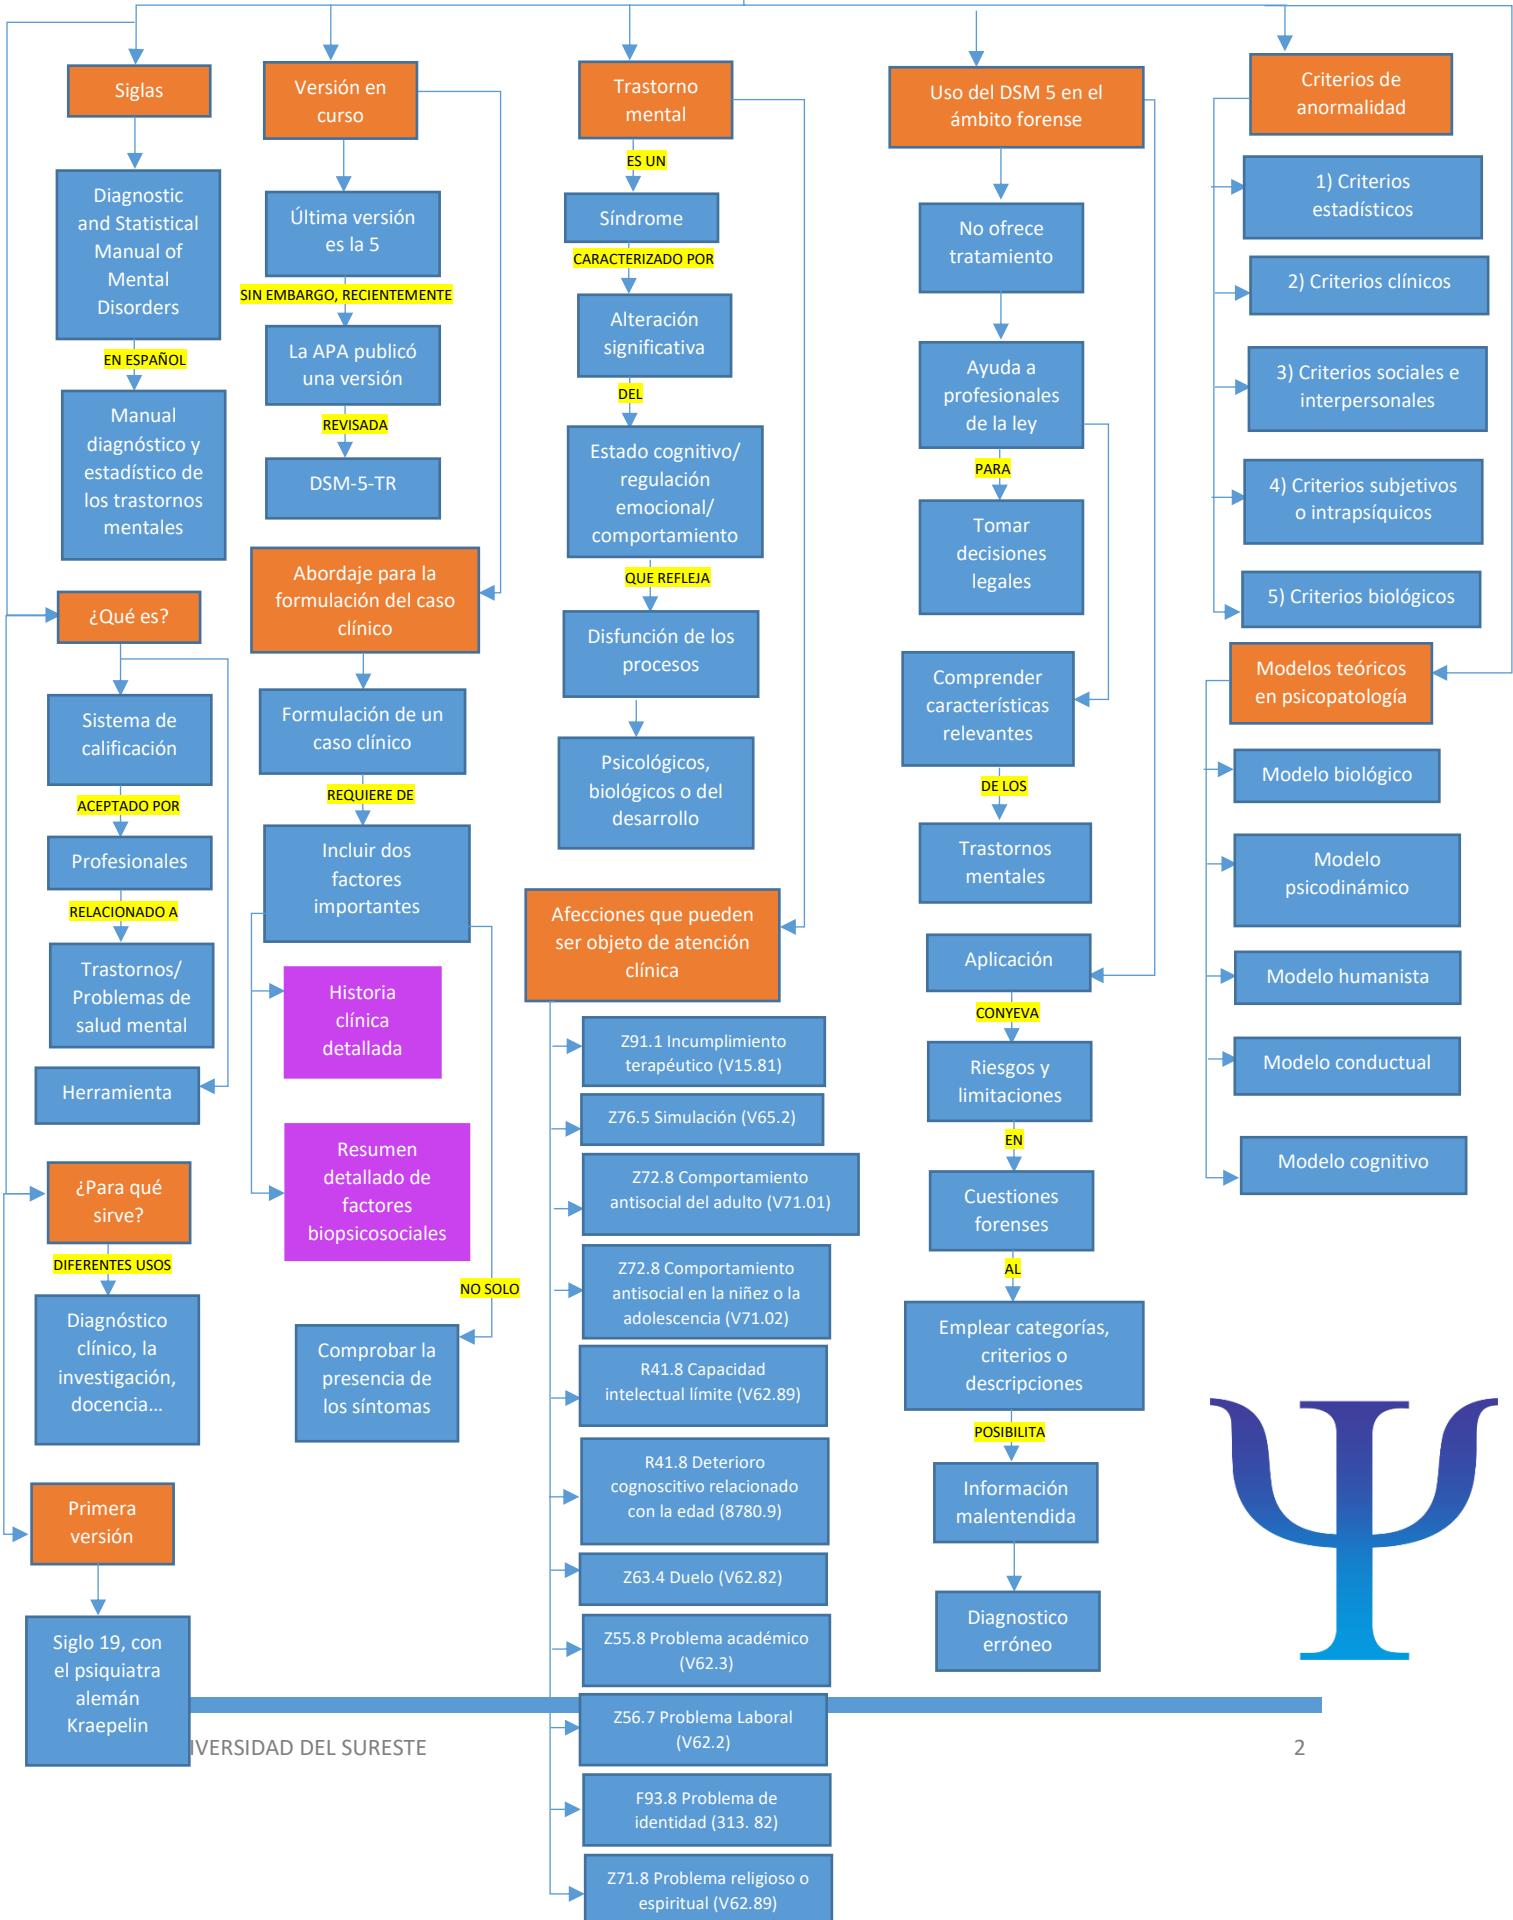 Siglas
Diagnostic
and Statistical
Manual of
Mental
Disorders
EN ESPAÑOL
Manual
diagnóstico y
estadístico de
los trastornos
mentales
¿Qué es?
Sistema de
calificación
ACEPTADO POR
Profesionales
RELACIONADO A
Trastornos/
Problemas de
salud mental
Herramienta
¿Para qué
sirve?
DIFERENTES USOS
Diagnóstico
clínico, la
investigación,
docencia...
Primera
versión
Siglo 19, con
el psiquiatra
alemán
Kraepelin
Versión en
curso
Última versión
es la 5
SIN EMBARGO, RECIENTEMENTE
La APA publicó
una versión
REVISADA
DSM-5-TR
Abordaje para la
formulación del caso
clínico
Formulación de un
caso clínico
REQUIERE DE
Incluir dos
factores
importantes
Historia
clínica
detallada
Resumen
detallado de
factores
biopsicosociales
NO SOLO
Comprobar la
presencia de
los síntomas
Trastorno
mental
ES UN
Síndrome
CARACTERIZADO POR
Alteración
significativa
DEL
Estado cognitivo/
regulación
emocional/
comportamiento
QUE REFLEJA
Disfunción de los
procesos
Psicológicos,
biológicos o del
desarrollo
Afecciones que pueden
ser objeto de atención
clínica
Z91.1 Incumplimiento
terapéutico (V15.81)
Z76.5 Simulación (V65.2)
Z72.8 Comportamiento
antisocial del adulto (V71.01)
Z72.8 Comportamiento
antisocial en la niñez o la
adolescencia (V71.02)
R41.8 Capacidad
intelectual límite (V62.89)
R41.8 Deterioro
cognoscitivo relacionado
con la edad (8780.9)
Z63.4 Duelo (V62.82)
Z55.8 Problema académico
(V62.3)
Z56.7 Problema Laboral
(V62.2)
F93.8 Problema de
identidad (313. 82)
Z71.8 Problema religioso o
espiritual (V62.89)
Uso del DSM 5 en el
ámbito forense
No ofrece
tratamiento
Ayuda a
profesionales
de la ley
PARA
Tomar
decisiones
legales
Comprender
características
relevantes
DE LOS
Trastornos
mentales
Aplicación
CONYEVA
Riesgos y
limitaciones
EN
Cuestiones
forenses
AL
Emplear categorías,
criterios o
descripciones
POSIBILITA
Información
malentendida
Diagnostico
erróneo
Criterios de
anormalidad
1) Criterios
estadísticos
2) Criterios clínicos
3) Criterios sociales e
interpersonales
4) Criterios subjetivos
o intrapsíquicos
5) Criterios biológicos
Modelos teóricos
en psicopatología
Modelo biológico
Modelo
psicodinámico
Modelo humanista
Modelo conductual
Modelo cognitivo
Ψ
IVERSIDAD DEL SURESTE
2